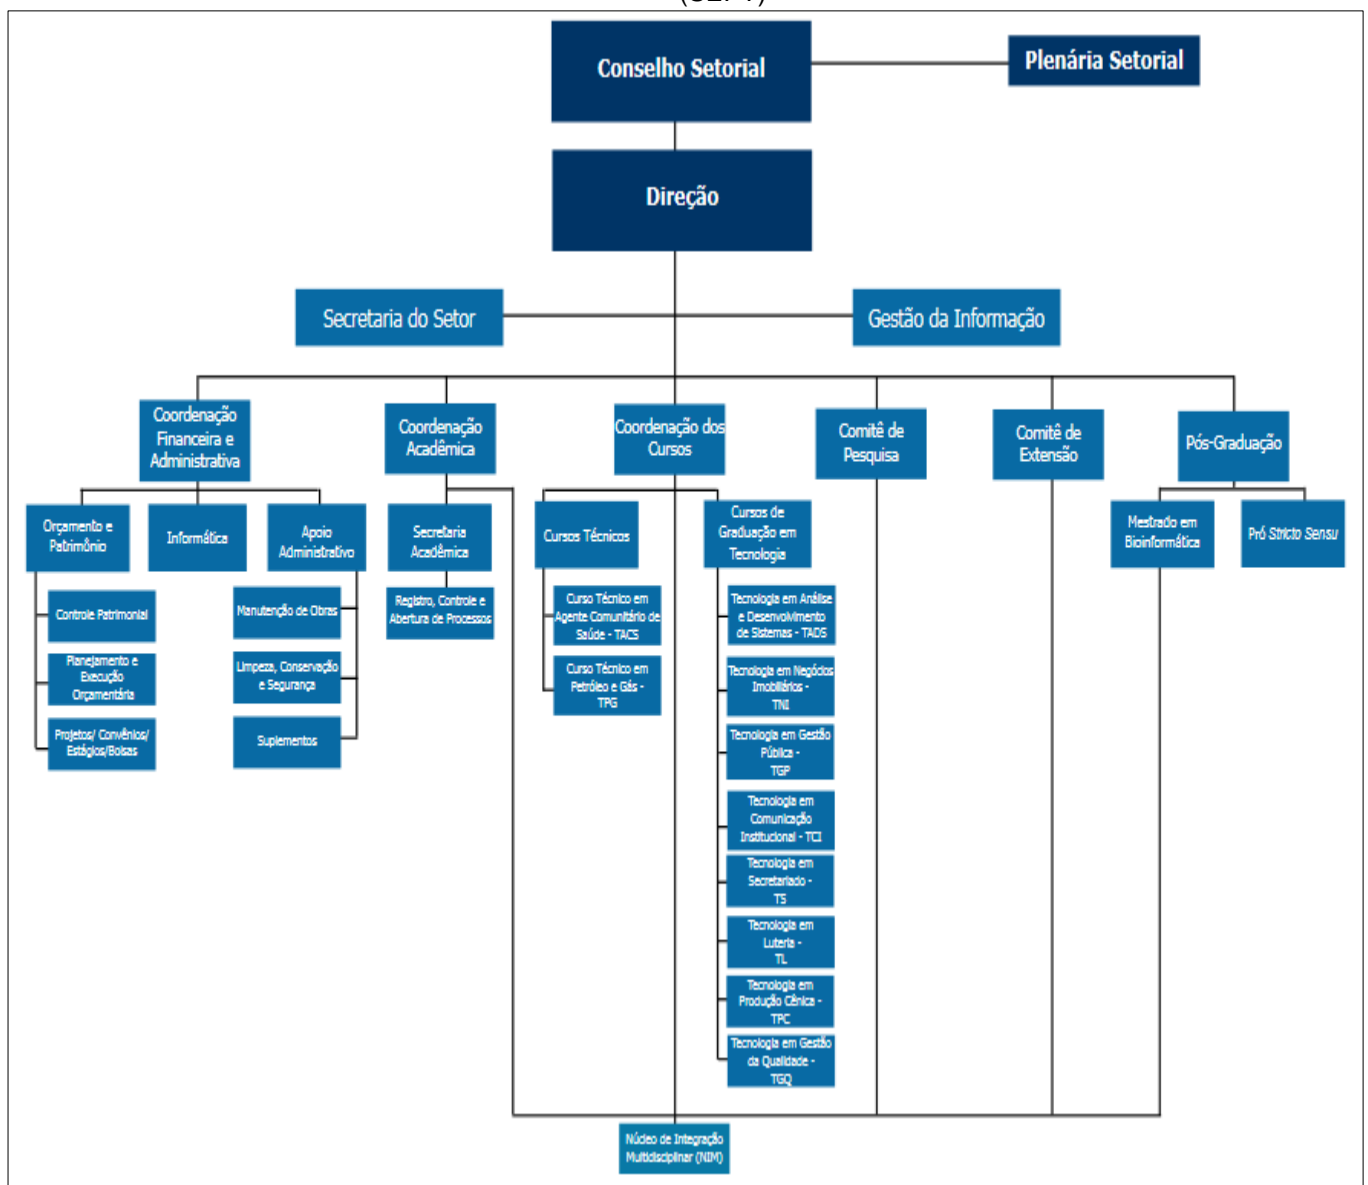 (SEPT)
Conselho Setorial
Plenária Setorial
Direção
Secretaria do Setor
Gestão da Informação
Coordenação
Financeira e
Administrativa
Coordenação
Acadêmica
Coordenação dos
Cursos
Comitê de
Pesquisa
Comitê de
Extensão
Pós-Graduação
Orçamento e
Patrimônio
Informática
Apoio
Administrativo
Secretaria
Acadêmica
Cursos Técnicos
Cursos de
Graduação em
Tecnologia
Mestrado em
Bioinformática
Pró Stricto Sensu
Controle Patrimonial
Planejamento e
Execução
Orçamentária
Projetos/ Convênios/
Estágios/Bolsas
Manutenção de Obras
Limpeza, Conservação
e Segurança
Suplementos
Registro, Controle e
Abertura de Processos
Curso Técnico em
Agente Comunitário de
Saúde - TACS
Curso Técnico em
Petróleo e Gás -
TPG
Tecnologia em Análise
e Desenvolvimento
de Sistemas - TADS
Tecnologia em Negócios
Imobiliários -
TNI
Tecnologia em Gestão
Pública -
TGP
Tecnologia em
Comunicação
Institucional - TCI
Tecnologia em
Secretariado -
TS
Tecnologia em
Luteria -
TL
Tecnologia em
Produção Cênica -
TPC
Tecnologia em Gestão
da Qualidade -
TGQ
Núcleo de Integração
Multidisciplinar (NIM)